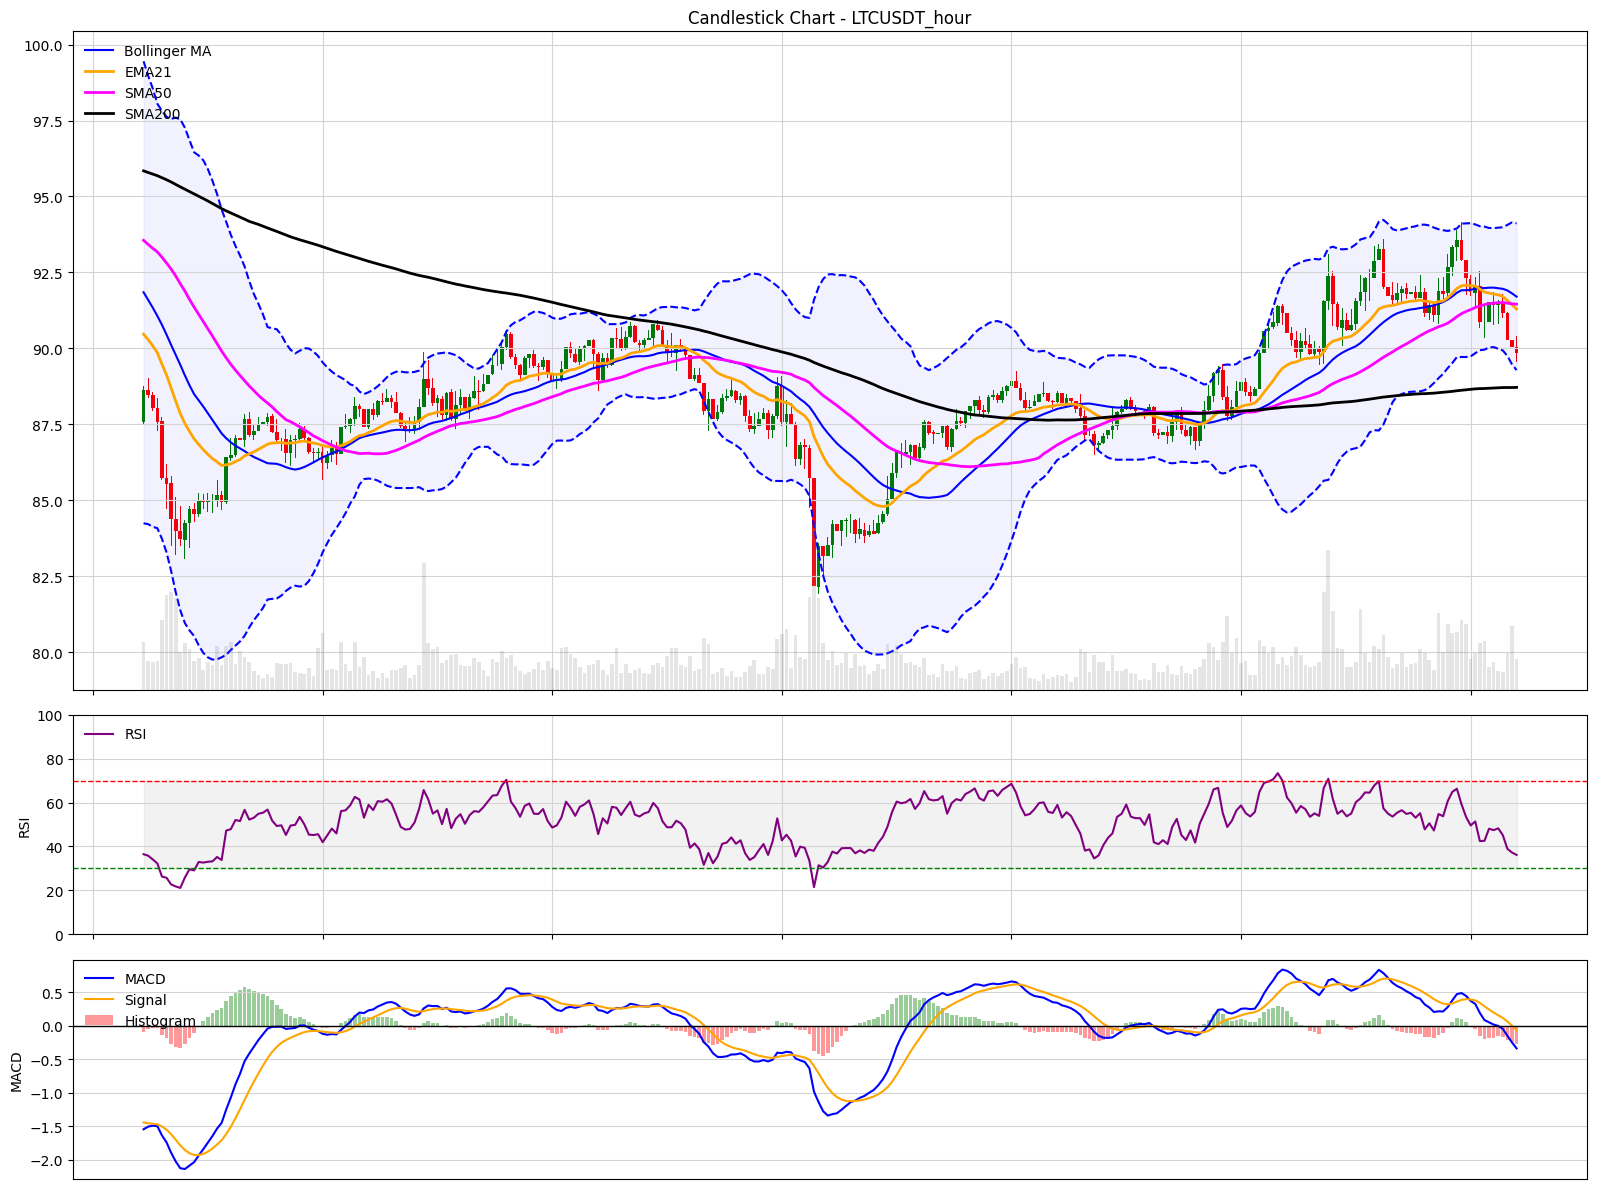 Candlestick Chart - LTCUSDT_hour
Bollinger MA
EMA21
SMA50
SMA200
100.0
97.5
95.0
92.5
90.0
87.5
85.0
82.5
80.0
RSI
100
80
60
40
20
0
RSI
MACD
Signal
Histogram
0.5
0.0
−0.5
−1.0
−1.5
−2.0
MACD